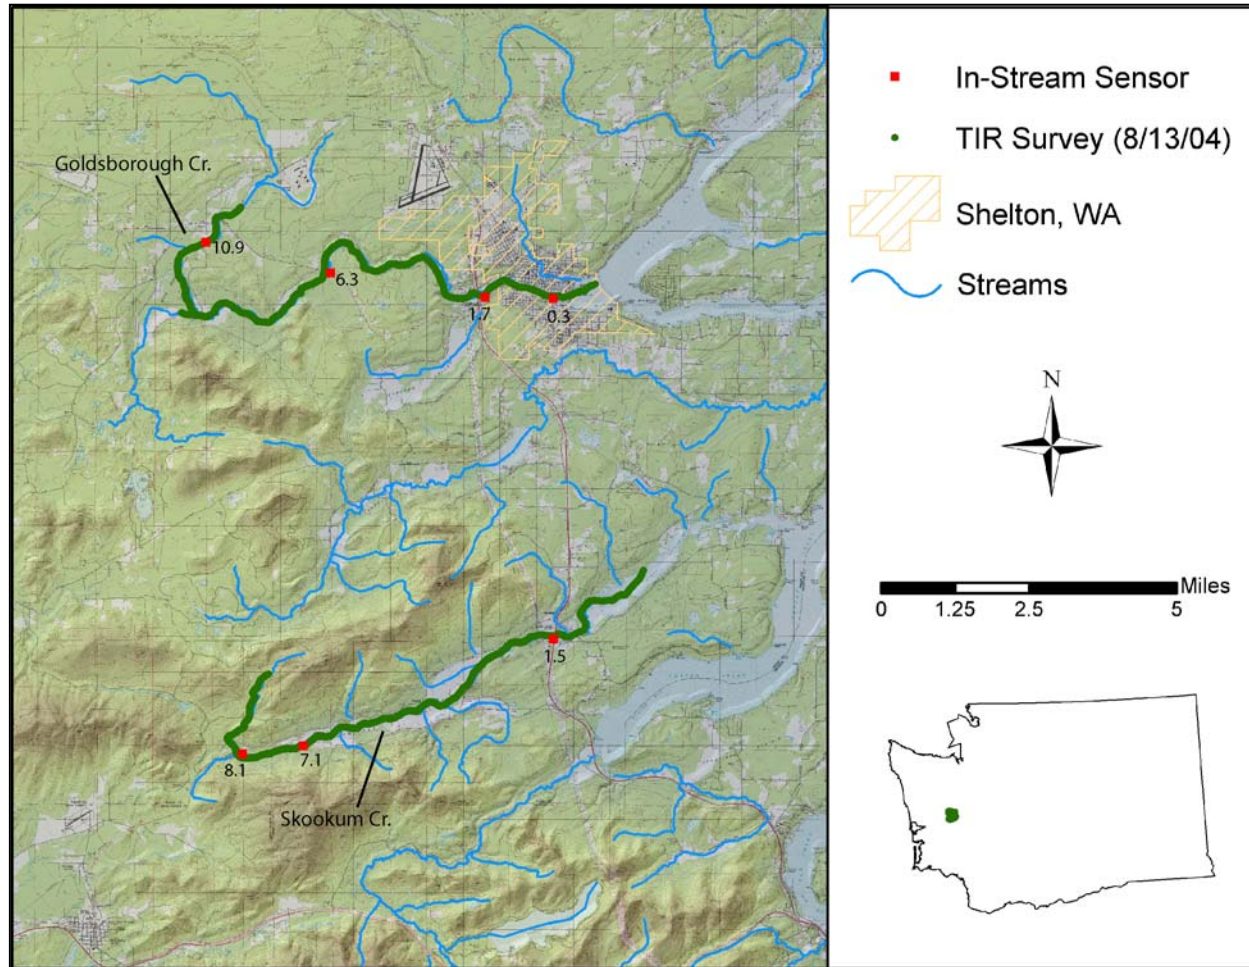 Goldsborough Cr.
10.9
6.3
1.7
0.3
1.5
8.1
7.1
Skookum Cr.
In-Stream Sensor
TIR Survey (8/13/04)
Shelton, WA
Streams
N
Miles
0 1.25 2.5 5